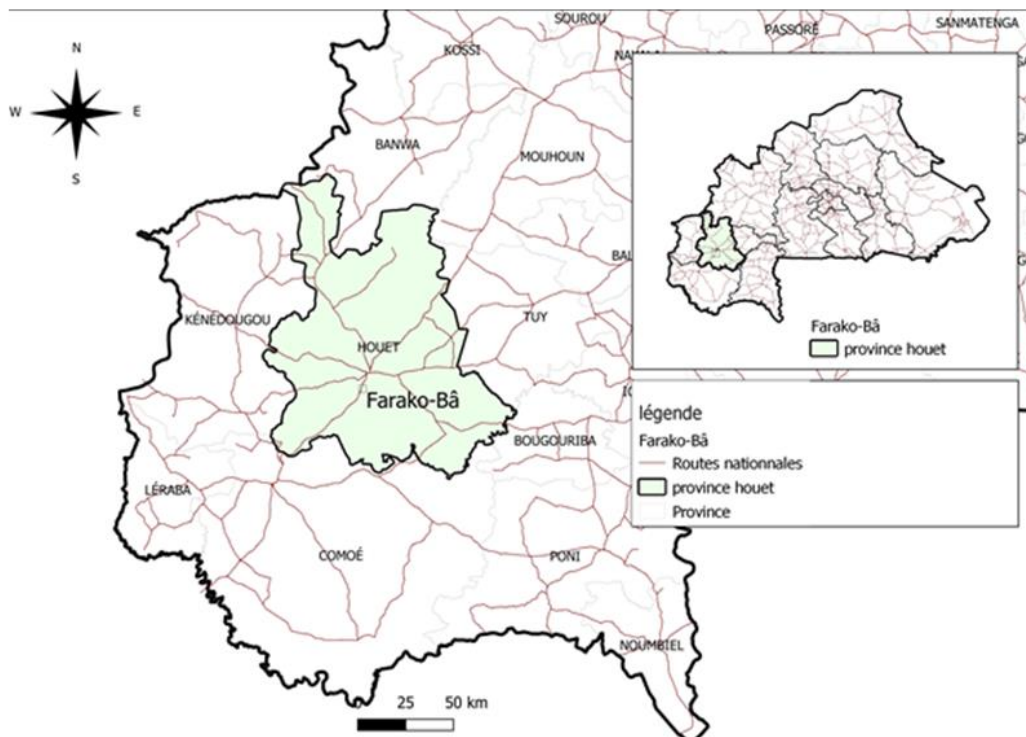 SOUROU
PASSORÉ
SANMATENGA
KOSSI
N
W
E
S
BANWA
MOUHOUN
KÉNÉDOUGOU
TUY
HOUET
Farako-Bâ
province houet
Farako-Bâ
légende
Farako-Bâ
Routes nationnales
province houet
Province
BOUGOURIBA
LÉRABA
COMOÉ
PONI
NOUMBIEL
25
50 km